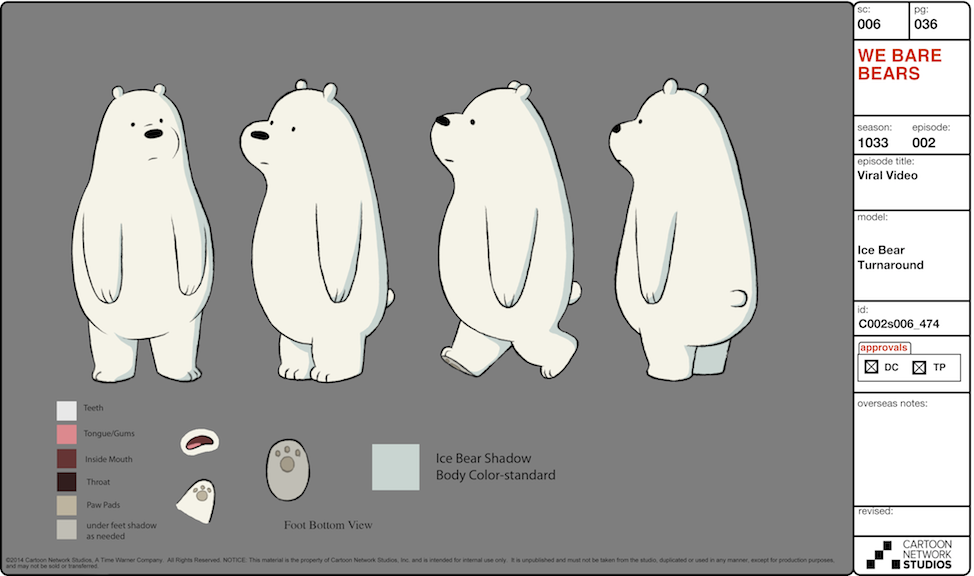 sc:
006
pg:
036
WE BARE
BEARS
season:
1033
episode:
002
episode title:
Viral Video
model:
Ice Bear
Turnaround
id:
C002s006_474
approvals
DC
TP
overseas notes:
revised:
CARTOON
NETWORK
STUDIOS
Teeth
Tongue/Gums
Inside Mouth
Throat
Paw Pads
under feet shadow
as needed
Foot Bottom View
Ice Bear Shadow
Body Color-standard
©2014 Cartoon Network Studios, A Time Warner Company. All Rights Reserved. NOTICE: This material is the property of Cartoon Network Studios, Inc. and is intended for internal use only. It is unpublished and must not be taken from the studio, duplicated or used in any manner, except for production purposes,
and may not be sold or transferred.